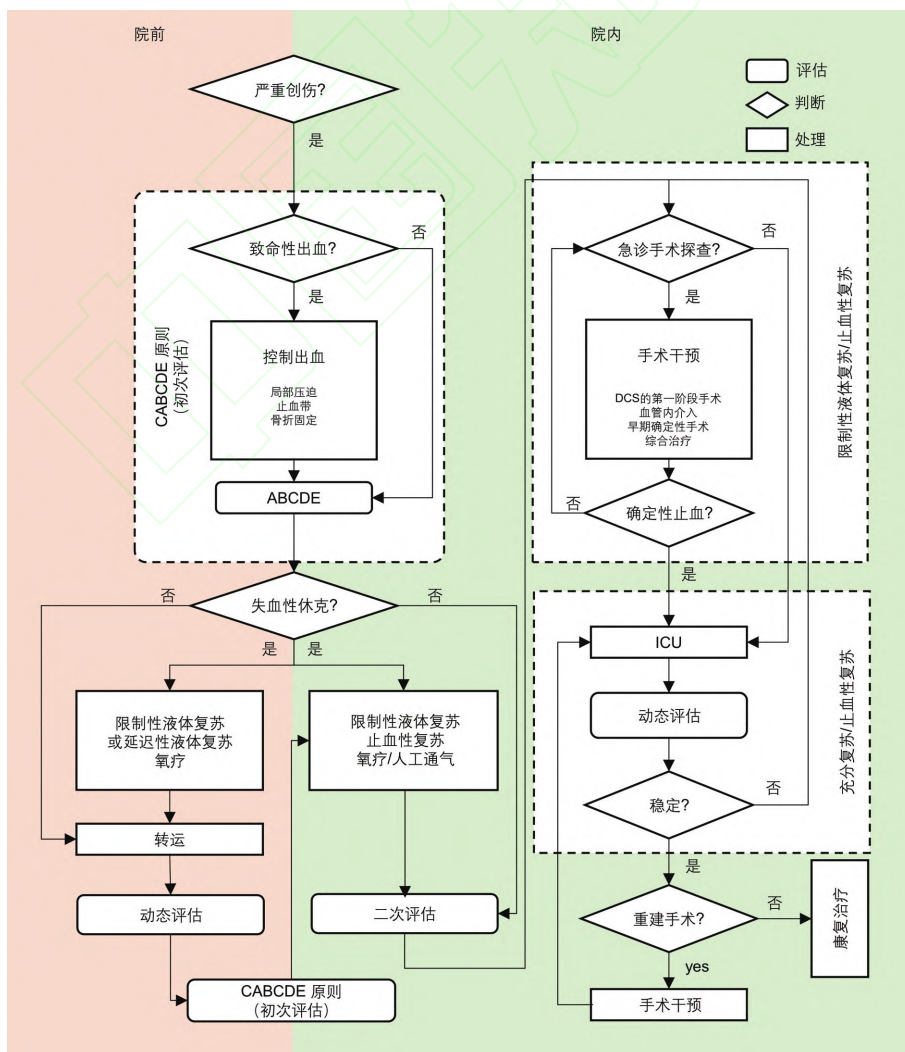 院前
院内
严重创伤?
是
评估
判断
处理
致命性出血?
否
是
控制出血
局部压迫
止血带
骨折固定
ABCDE
CABCDE 原则
(初次评估)
失血性休克?
否
否
是
是
限制性液体复苏
或延迟性液体复苏
氧疗
限制性液体复苏
止血性复苏
氧疗/人工通气
转运
动态评估
二次评估
CABCDE 原则
(初次评估)
急诊手术探查?
否
是
手术干预
DCS的第一阶段手术
血管内介入
早期确定性手术
综合治疗
否
确定性止血?
是
限制性液体复苏/止血性复苏
ICU
动态评估
稳定?
否
是
充分复苏/止血性复苏
重建手术?
否
康复治疗
yes
手术干预